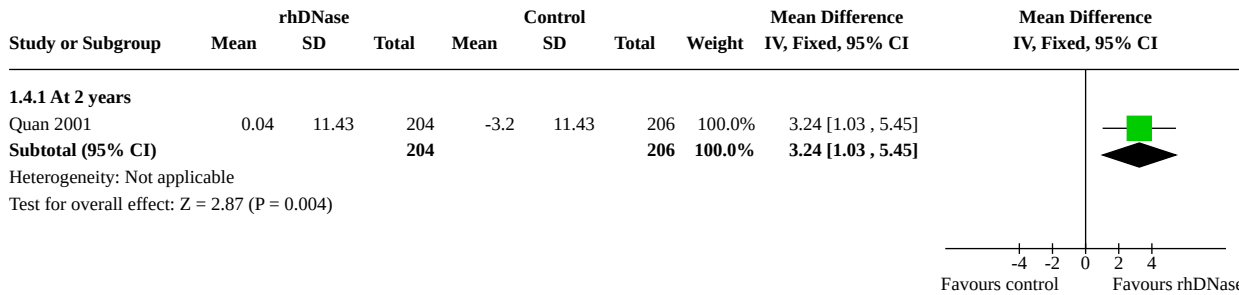 rhDNase Control Mean Difference Mean Difference
Study or Subgroup Mean SD Total Mean SD Total Weight IV, Fixed, 95% CI IV, Fixed, 95% CI
1.4.1 At 2 years
Quan 2001 0.04 11.43 204 -3.2 11.43 206 100.0% 3.24 [1.03 , 5.45]
Subtotal (95% CI) 204 206 100.0% 3.24 [1.03 , 5.45]
Heterogeneity: Not applicable
Test for overall effect: Z = 2.87 (P = 0.004)
-4 -2 0 2 4
Favours control Favours rhDNase